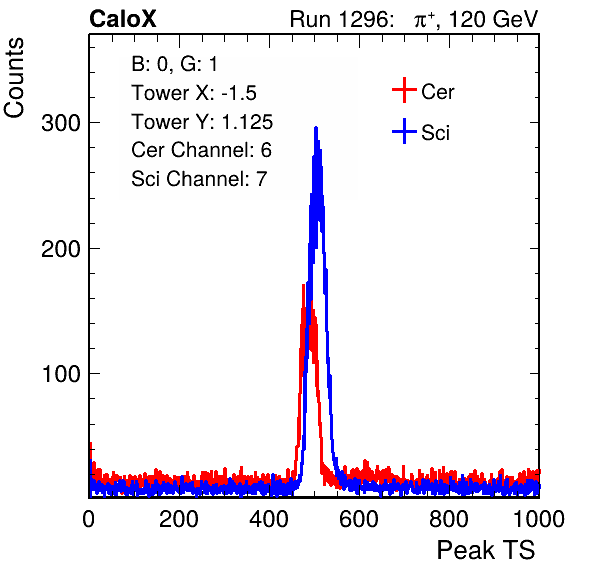 CaloX Run 1296: π⁺, 120 GeV
B: 0, G: 1
Tower X: -1.5
Tower Y: 1.125
Cer Channel: 6
Sci Channel: 7
Cer
Sci
Counts
300
200
100
0 200 400 600 800 1000
Peak TS